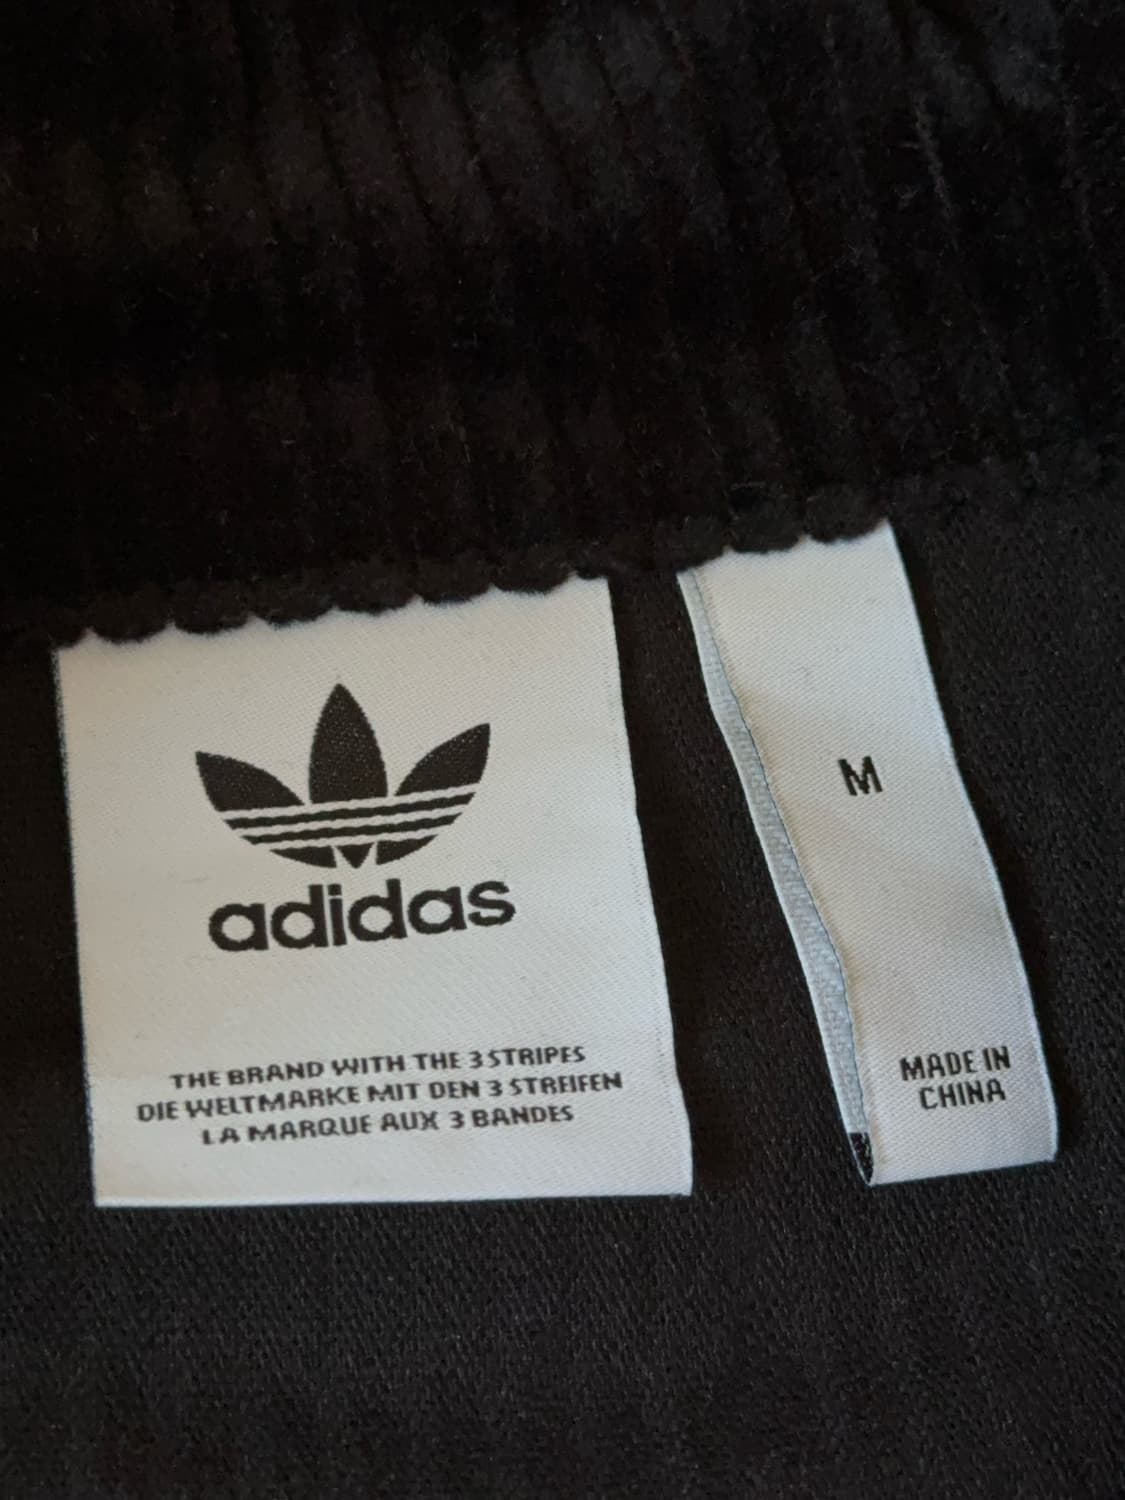 adidas
THE BRAND WITH THE 3 STRIPES
DIE WELTMARKE MIT DEN 3 STREIFEN
LA MARQUE AUX 3 BANDES
M
MADE IN
CHINA